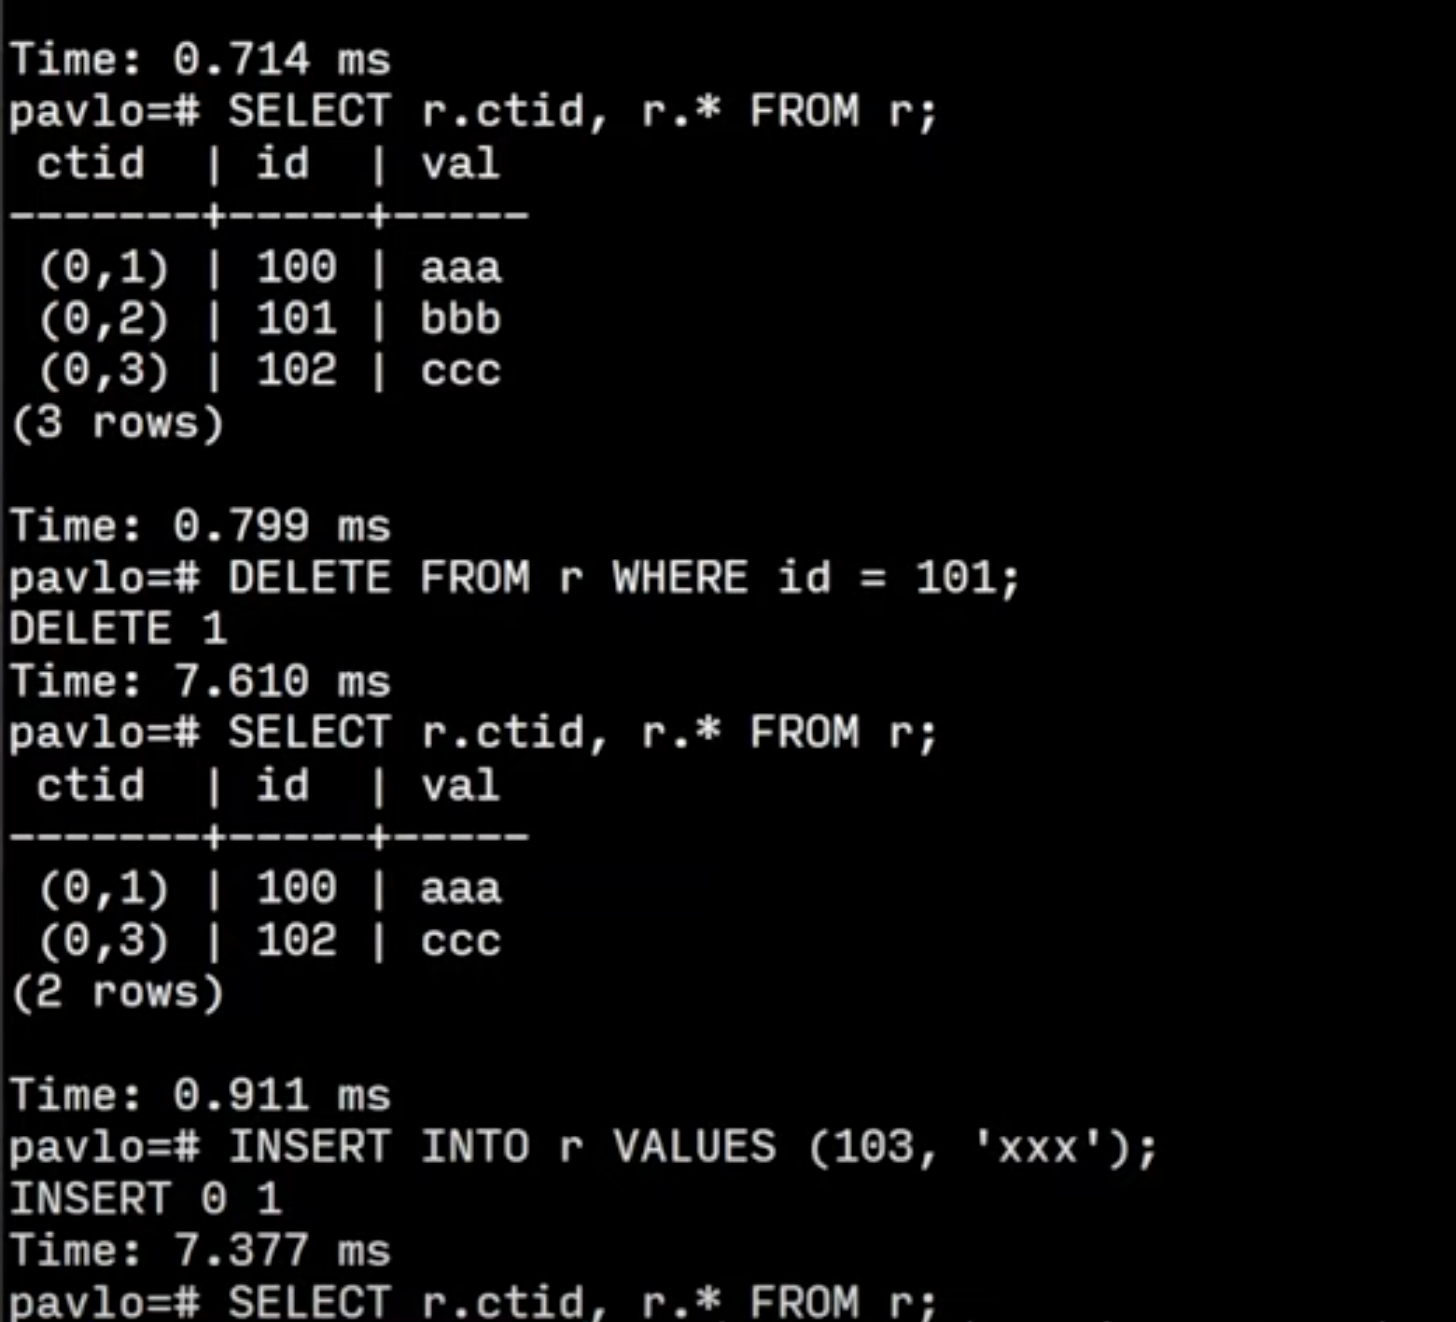 Time: 0.714 ms
pavlo=# SELECT r.ctid, r.* FROM r;
 ctid  | id  | val
-------+-----+-----
 (0,1) | 100 | aaa
 (0,2) | 101 | bbb
 (0,3) | 102 | ccc
(3 rows)
Time: 0.799 ms
pavlo=# DELETE FROM r WHERE id = 101;
DELETE 1
Time: 7.610 ms
pavlo=# SELECT r.ctid, r.* FROM r;
 ctid  | id  | val
-------+-----+-----
 (0,1) | 100 | aaa
 (0,3) | 102 | ccc
(2 rows)
Time: 0.911 ms
pavlo=# INSERT INTO r VALUES (103, 'xxx');
INSERT 0 1
Time: 7.377 ms
pavlo=# SELECT r.ctid, r.* FROM r;